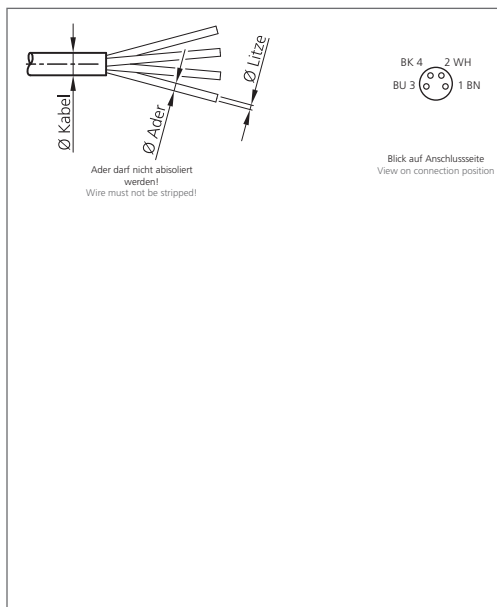 Ø Kabel
Ø Ader
Ø Litze
Ader darf nicht abisoliert
werden!
Wire must not be stripped!
BK 4 2 WH
BU 3 1 BN
Blick auf Anschlussseite
View on connection position